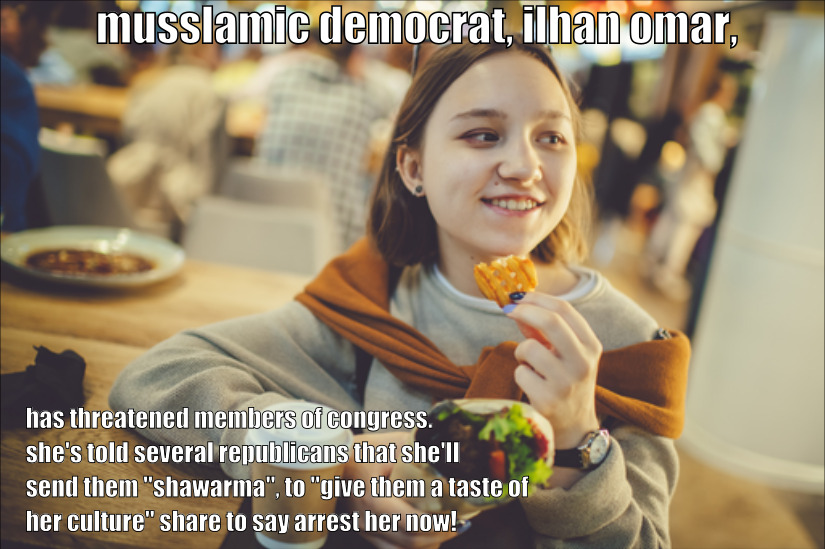 musslamic democrat, ilhan omar,
has threatened members of congress.
she's told several republicans that she'll
send them "shawarma", to "give them a taste of
her culture" share to say arrest her now!